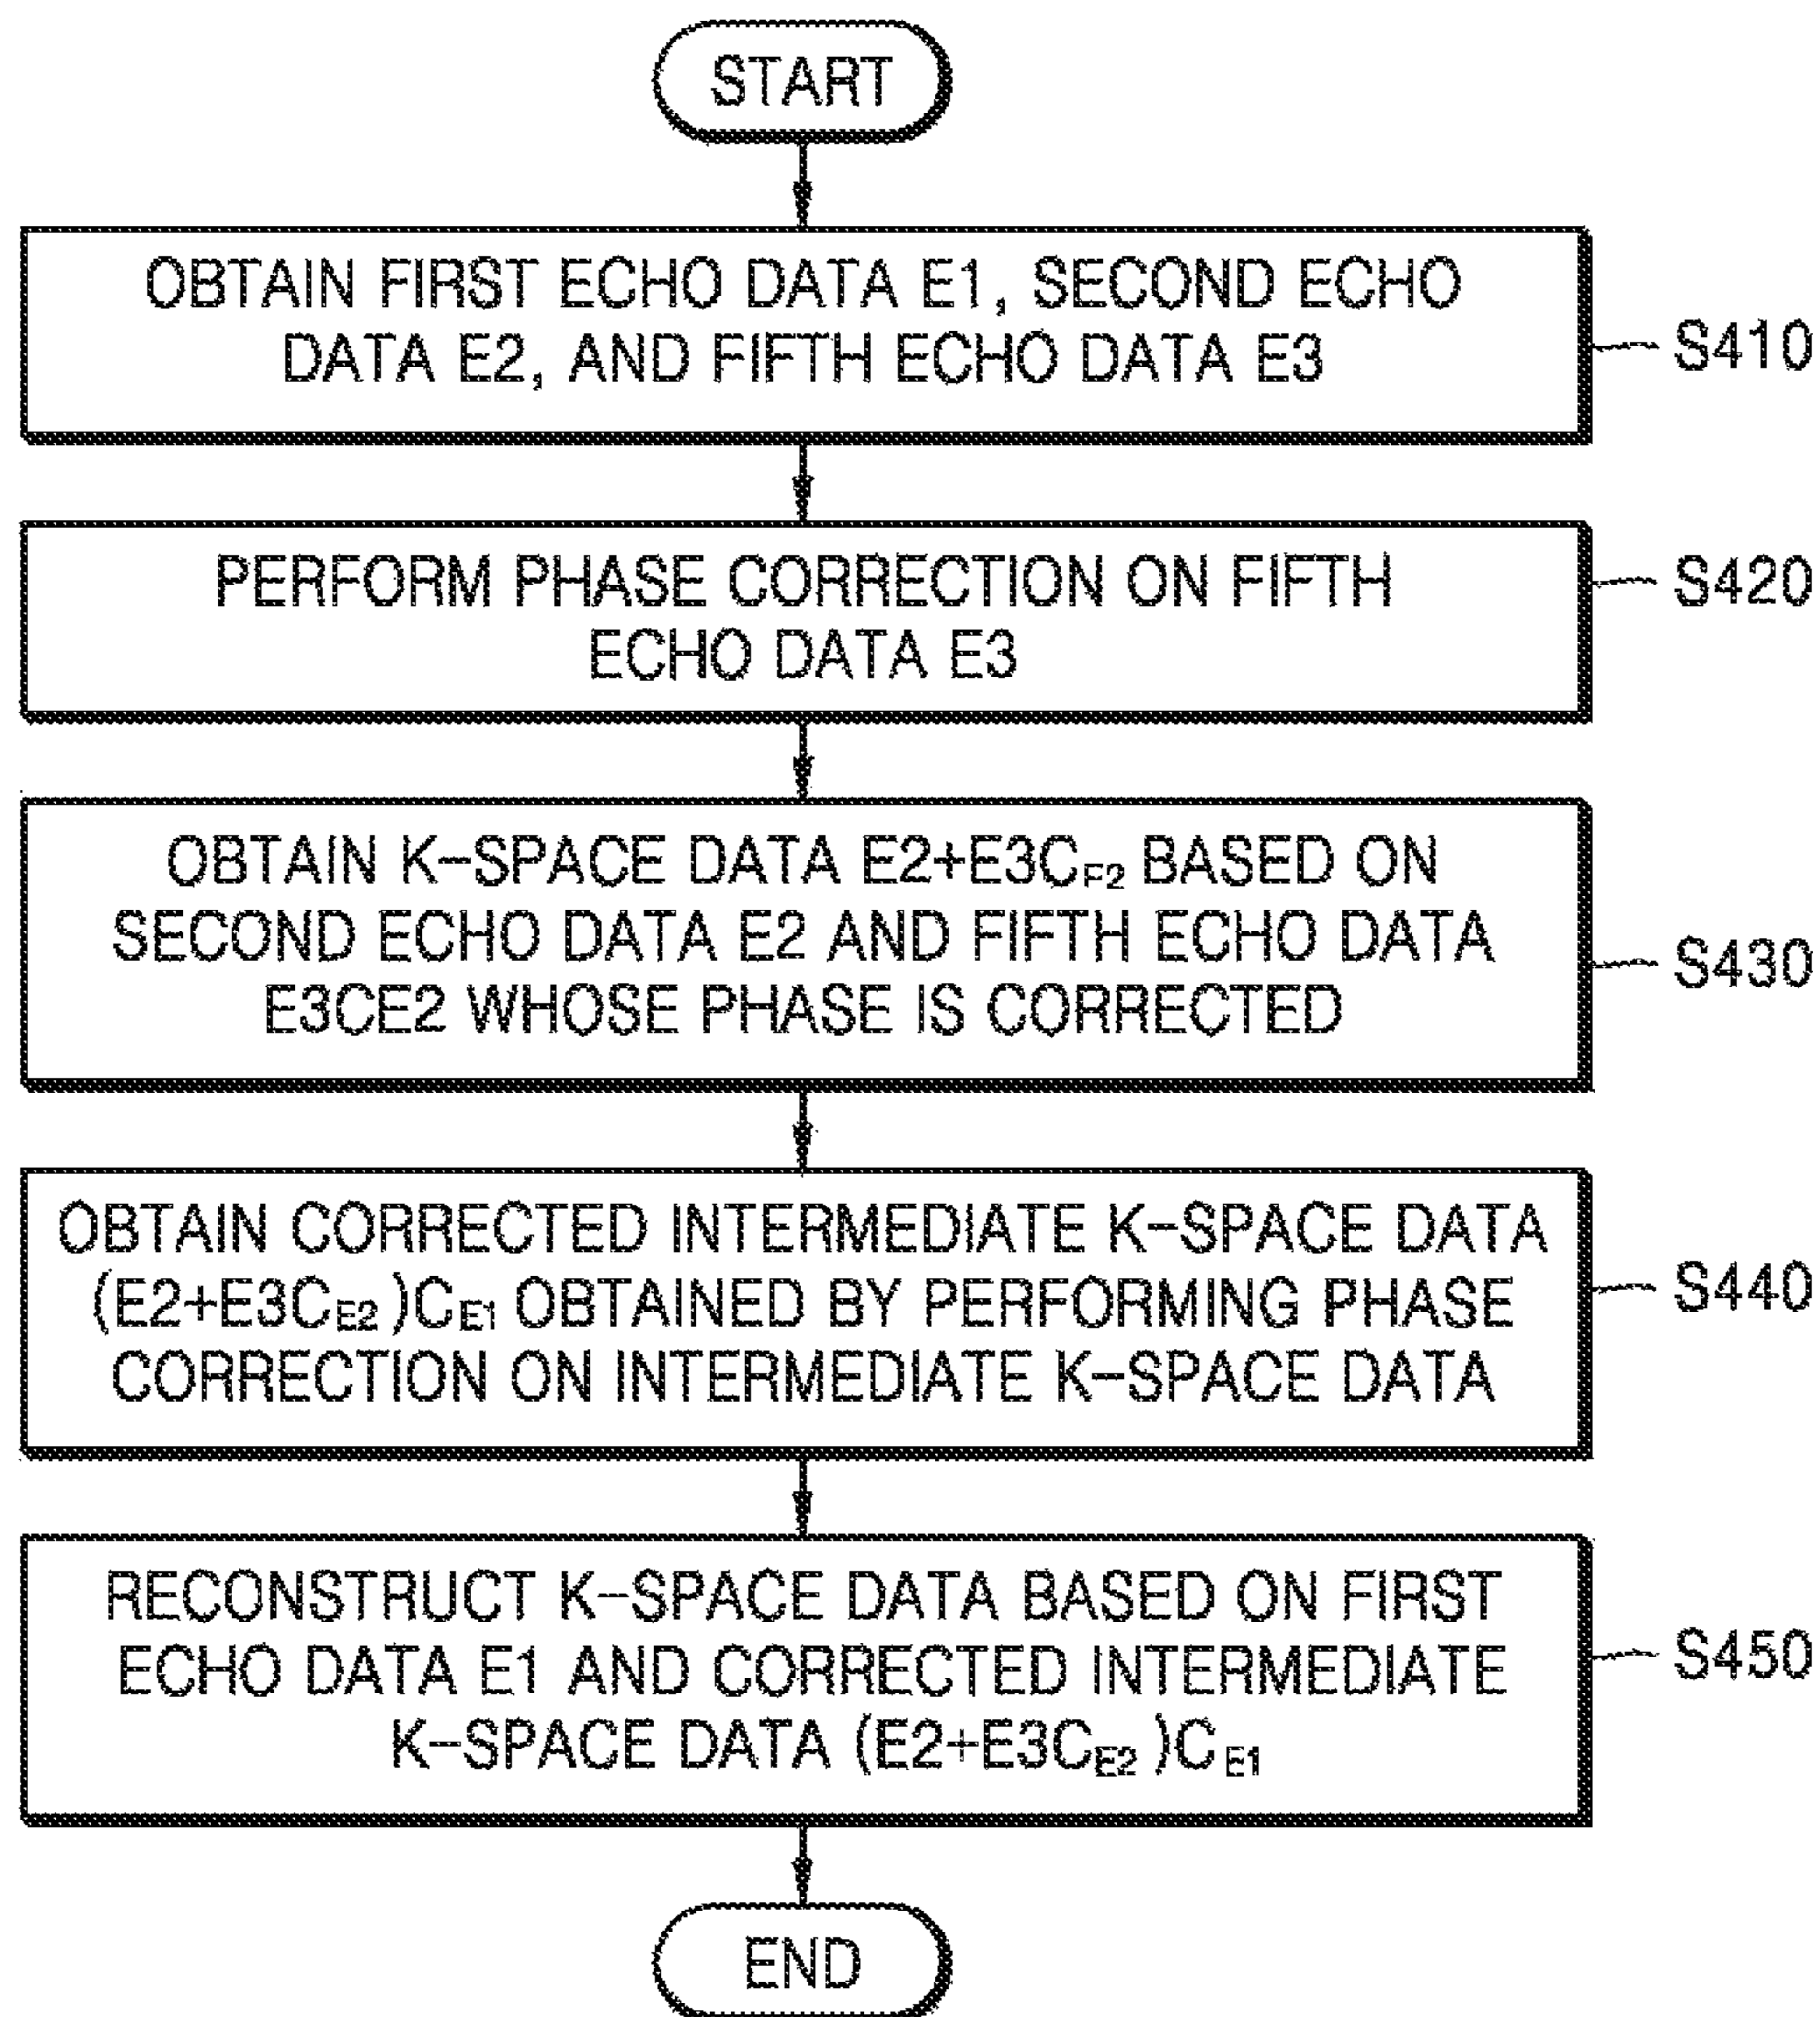 START
OBTAIN FIRST ECHO DATA E1, SECOND ECHO
DATA E2, AND FIFTH ECHO DATA E3
S410
PERFORM PHASE CORRECTION ON FIFTH
ECHO DATA E3
S420
OBTAIN K-SPACE DATA E2+E3CE2 BASED ON
SECOND ECHO DATA E2 AND FIFTH ECHO DATA
E3CE2 WHOSE PHASE IS CORRECTED
S430
OBTAIN CORRECTED INTERMEDIATE K-SPACE DATA
(E2+E3CE2)CE1 OBTAINED BY PERFORMING PHASE
CORRECTION ON INTERMEDIATE K-SPACE DATA
S440
RECONSTRUCT K-SPACE DATA BASED ON FIRST
ECHO DATA E1 AND CORRECTED INTERMEDIATE
K-SPACE DATA (E2+E3CE2)CE1
S450
END